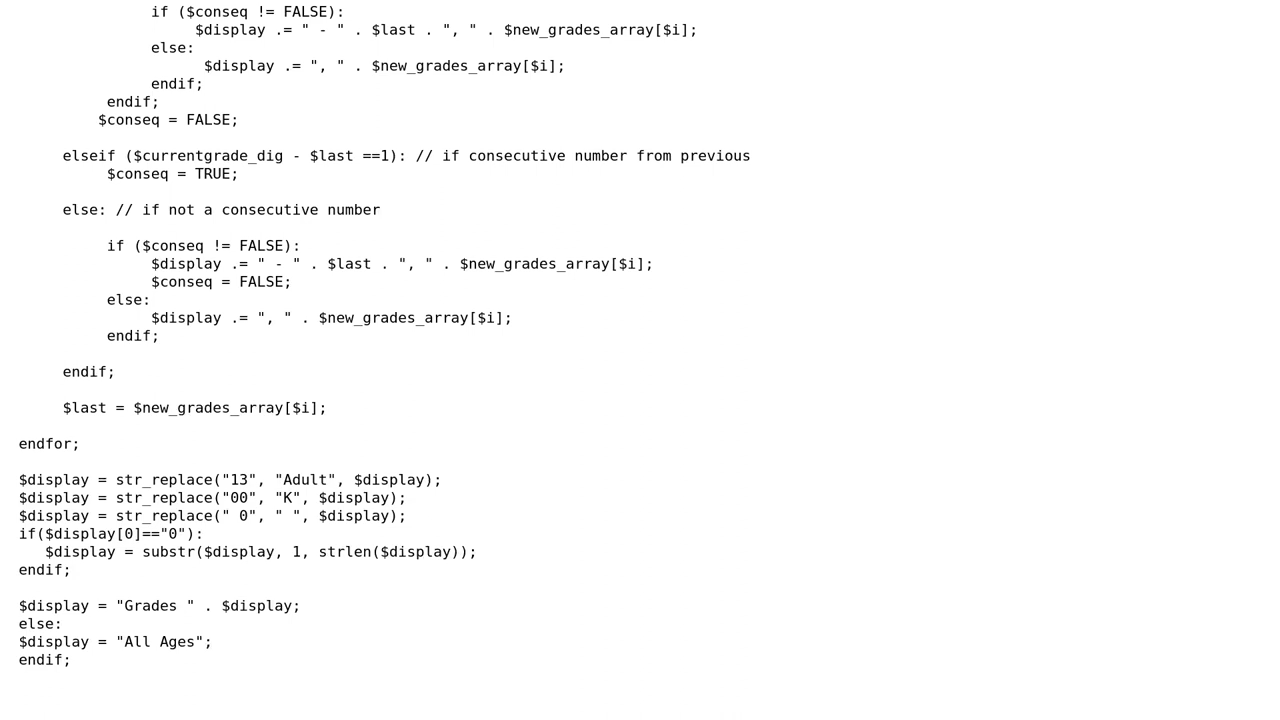 if ($conseq != FALSE):
$display .= " - " . $last . ", " . $new_grades_array[$i];
else:
$display .= ", " . $new_grades_array[$i];
endif;
endif;
$conseq = FALSE;
elseif ($currentgrade_dig - $last ==1): // if consecutive number from previous
$conseq = TRUE;
else: // if not a consecutive number
if ($conseq != FALSE):
$display .= " - " . $last . ", " . $new_grades_array[$i];
$conseq = FALSE;
else:
$display .= ", " . $new_grades_array[$i];
endif;
endif;
$last = $new_grades_array[$i];
endfor;
$display = str_replace("13", "Adult", $display);
$display = str_replace("00", "K", $display);
$display = str_replace(" 0", " ", $display);
if($display[0]=="0"):
$display = substr($display, 1, strlen($display));
endif;
$display = "Grades " . $display;
else:
$display = "All Ages";
endif;